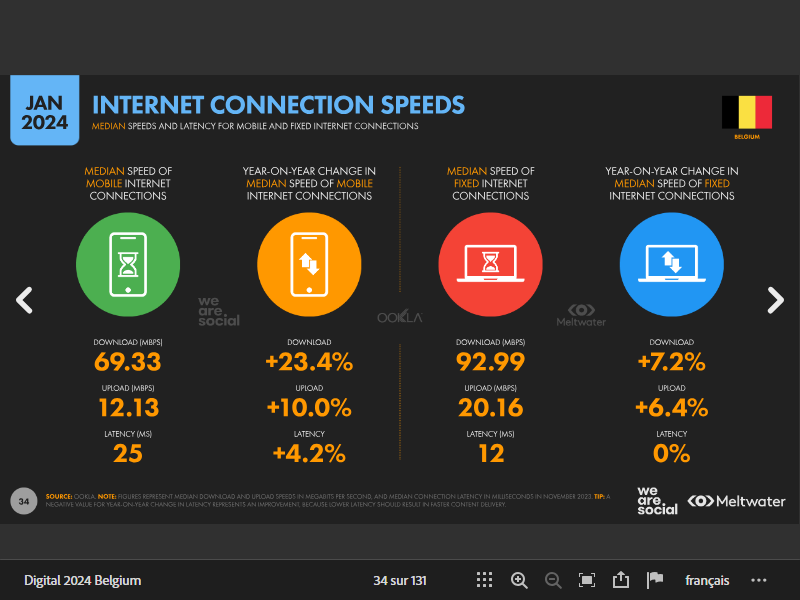 JAN
2024
INTERNET CONNECTION SPEEDS
MEDIAN SPEEDS AND LATENCY FOR MOBILE AND FIXED INTERNET CONNECTIONS
BELGIUM
MEDIAN SPEED OF
MOBILE INTERNET
CONNECTIONS
YEAR-ON-YEAR CHANGE IN
MEDIAN SPEED OF MOBILE
INTERNET CONNECTIONS
MEDIAN SPEED OF
FIXED INTERNET
CONNECTIONS
YEAR-ON-YEAR CHANGE IN
MEDIAN SPEED OF FIXED
INTERNET CONNECTIONS
we
are.
social
OOKLA
Meltwater
DOWNLOAD (MBPS)
69.33
UPLOAD (MBPS)
12.13
LATENCY (MS)
25
DOWNLOAD
+23.4%
UPLOAD
+10.0%
LATENCY
+4.2%
DOWNLOAD (MBPS)
92.99
UPLOAD (MBPS)
20.16
LATENCY (MS)
12
DOWNLOAD
+7.2%
UPLOAD
+6.4%
LATENCY
0%
34
SOURCE: OOKLA. NOTE: FIGURES REPRESENT MEDIAN DOWNLOAD AND UPLOAD SPEEDS IN MEGABITS PER SECOND, AND MEDIAN CONNECTION LATENCY IN MILLISECONDS IN NOVEMBER 2023. TIP: A
NEGATIVE VALUE FOR YEAR-ON-YEAR CHANGE IN LATENCY REPRESENTS AN IMPROVEMENT, BECAUSE LOWER LATENCY SHOULD RESULT IN FASTER CONTENT DELIVERY.
we
are.
social
Meltwater
Digital 2024 Belgium
34 sur 131
français